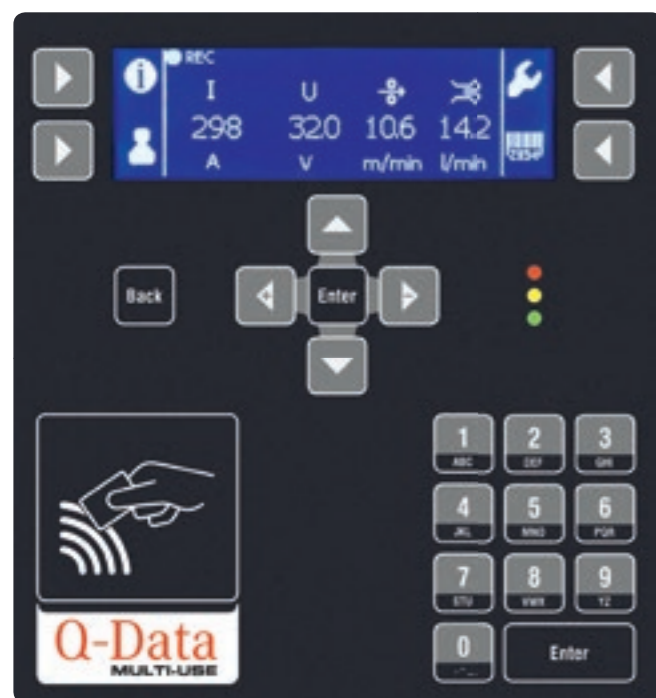 REC
I U
298 32.0 10.6 14.2
A V m/min l/min
Back Enter
1 2 3
ABC DEF GHI
4 5 6
JKL MNO PQR
7 8 9
STU VWX YZ
0 Enter
Q-Data
MULTI-USE